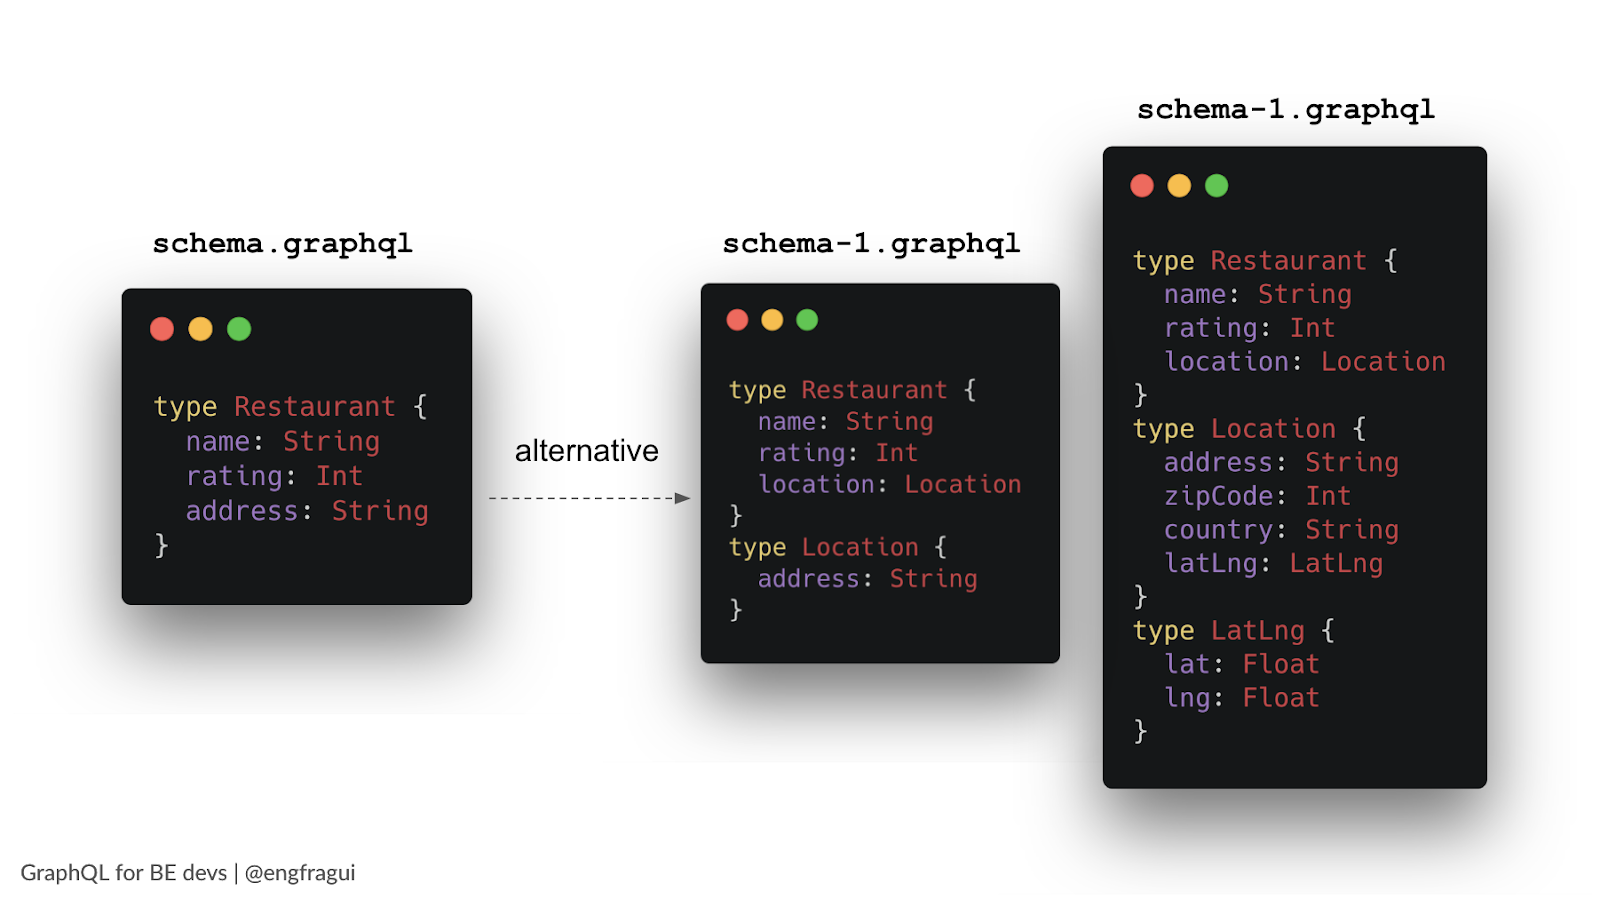 schema.graphql
type Restaurant {
  name: String
  rating: Int
  address: String
}
alternative
schema-1.graphql
type Restaurant {
  name: String
  rating: Int
  location: Location
}
type Location {
  address: String
}
schema-1.graphql
type Restaurant {
  name: String
  rating: Int
  location: Location
}
type Location {
  address: String
  zipCode: Int
  country: String
  latLng: LatLng
}
type LatLng {
  lat: Float
  lng: Float
}
GraphQL for BE devs | @engfragui